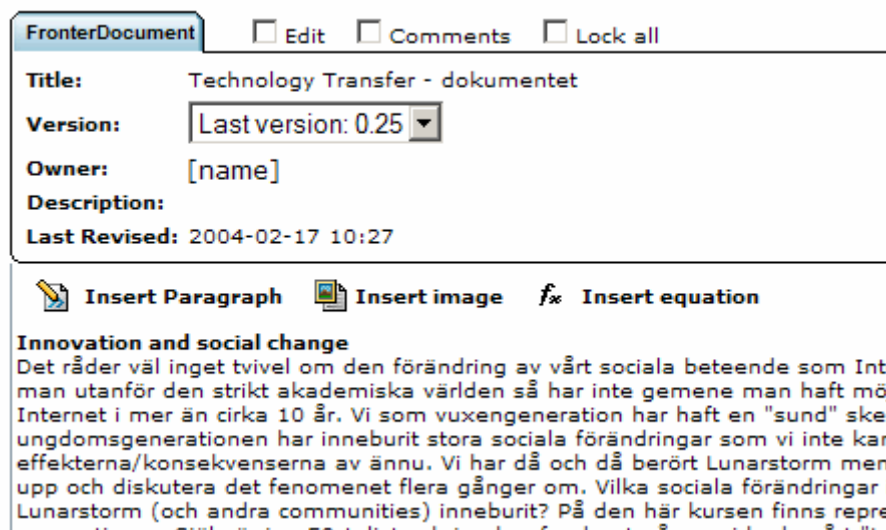 FronterDocument Edit Comments Lock all
Title: Technology Transfer - dokumentet
Version: Last version: 0.25
Owner: [name]
Description:
Last Revised: 2004-02-17 10:27
Insert Paragraph Insert image Insert equation
Innovation and social change
Det råder väl inget tvivel om den förändring av vårt sociala beteende som Int
man utanför den strikt akademiska världen så har inte gemene man haft mö
Internet i mer än cirka 10 år. Vi som vuxengeneration har haft en "sund" ske
ungdomsgenerationen har inneburit stora sociala förändringar som vi inte kan
effekterna/konsekvenserna av ännu. Vi har då och då berört Lunarstorm men
upp och diskutera det fenomenet flera gånger om. Vilka sociala förändringar
Lunarstorm (och andra communities) inneburit? På den här kursen finns repre